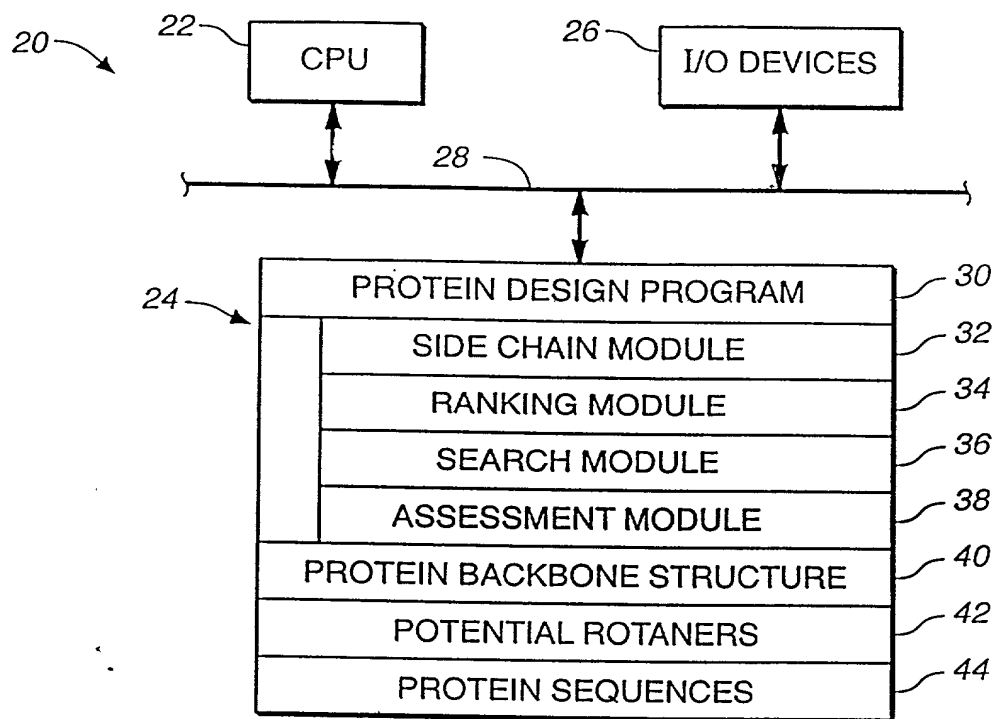 20
22
CPU
26
I/O DEVICES
28
24
PROTEIN DESIGN PROGRAM 30
SIDE CHAIN MODULE 32
RANKING MODULE 34
SEARCH MODULE 36
ASSESSMENT MODULE 38
PROTEIN BACKBONE STRUCTURE 40
POTENTIAL ROTANERS 42
PROTEIN SEQUENCES 44